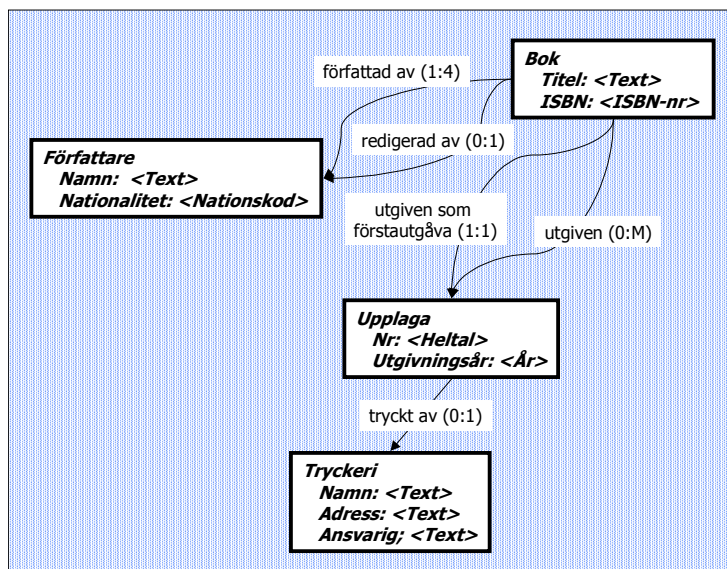 Bok
Titel: <Text>
ISBN: <ISBN-nr>
författad av (1:4)
redigerad av (0:1)
Författare
Namn: <Text>
Nationalitet: <Nationskod>
utgiven som
förstautgåva (1:1)
utgiven (0:M)
Upplaga
Nr: <Heltal>
Utgivningsår: <År>
tryckt av (0:1)
Tryckeri
Namn: <Text>
Adress: <Text>
Ansvarig; <Text>